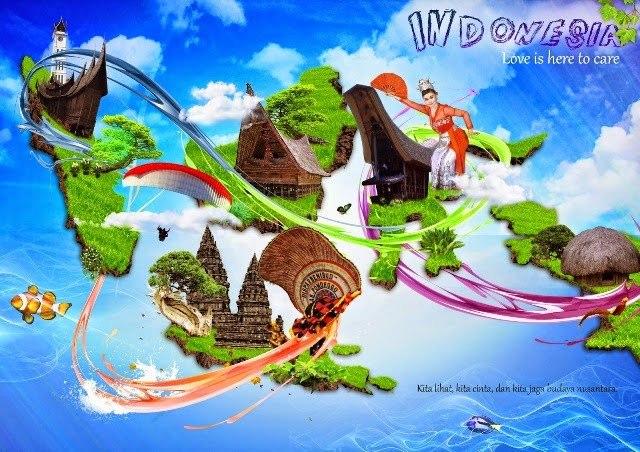 INDONESIA
Love is here to care
Kita lihat, kita cinta, dan kita jaga budaya nusantara.